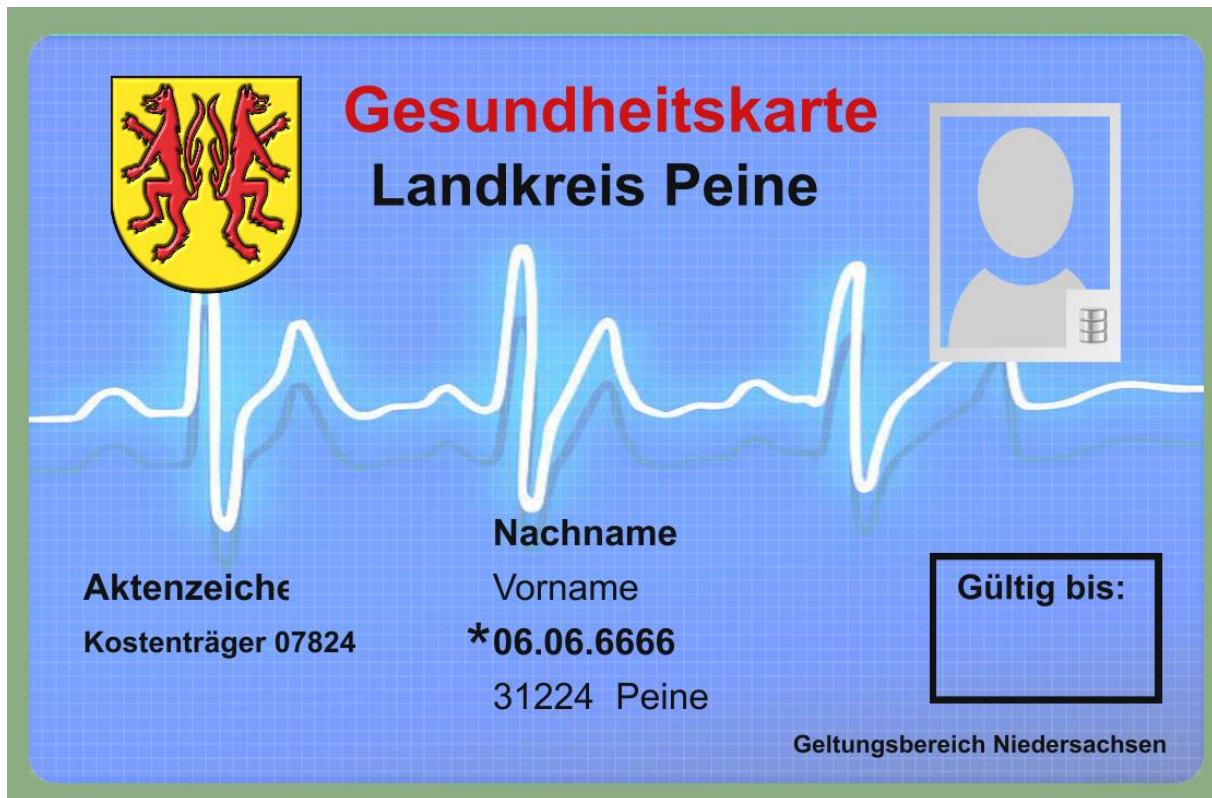 Gesundheitskarte
Landkreis Peine
Nachname
Aktenzeiche
Vorname
Gültig bis:
Kostenträger 07824
*06.06.6666
31224 Peine
Geltungsbereich Niedersachsen